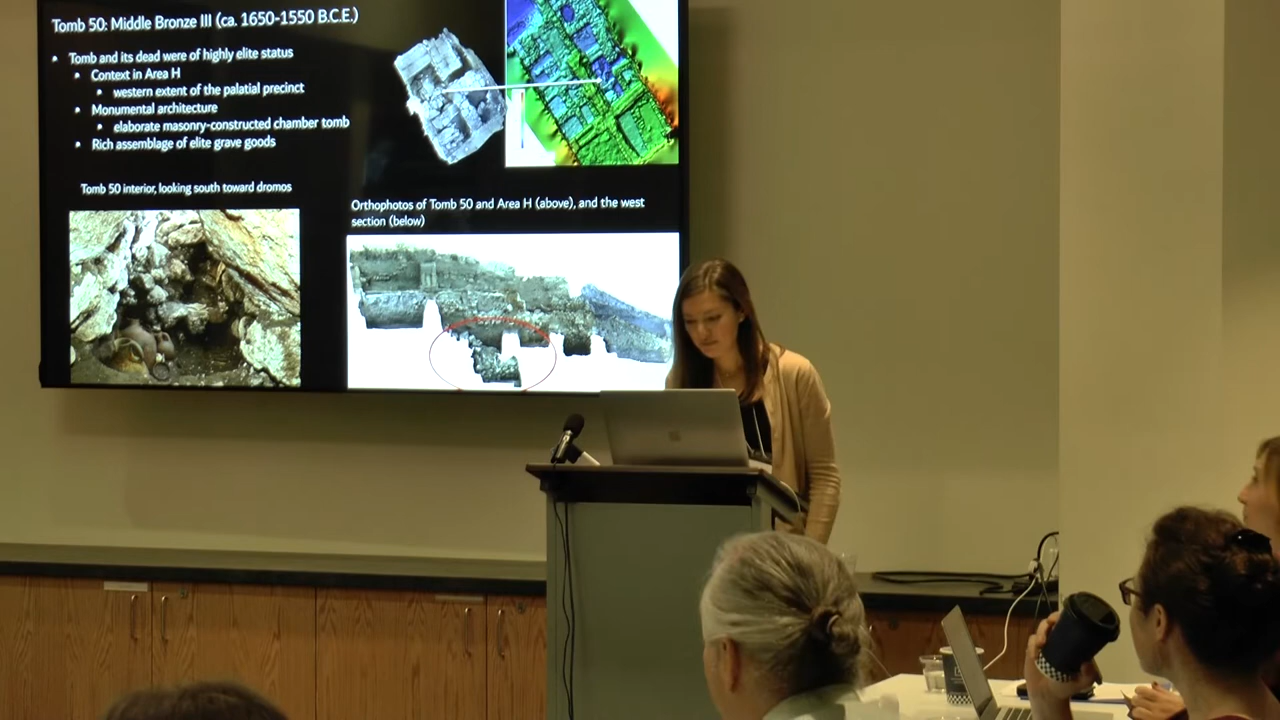 Tomb 50: Middle Bronze III (ca. 1650-1550 B.C.E.)
• Tomb and its dead were of highly elite status
• Context in Area H
• western extent of the palatial precinct
• Monumental architecture
• elaborate masonry-constructed chamber tomb
• Rich assemblage of elite grave goods
Tomb 50 interior, looking south toward dromos
Orthophotos of Tomb 50 and Area H (above), and the west
section (below)